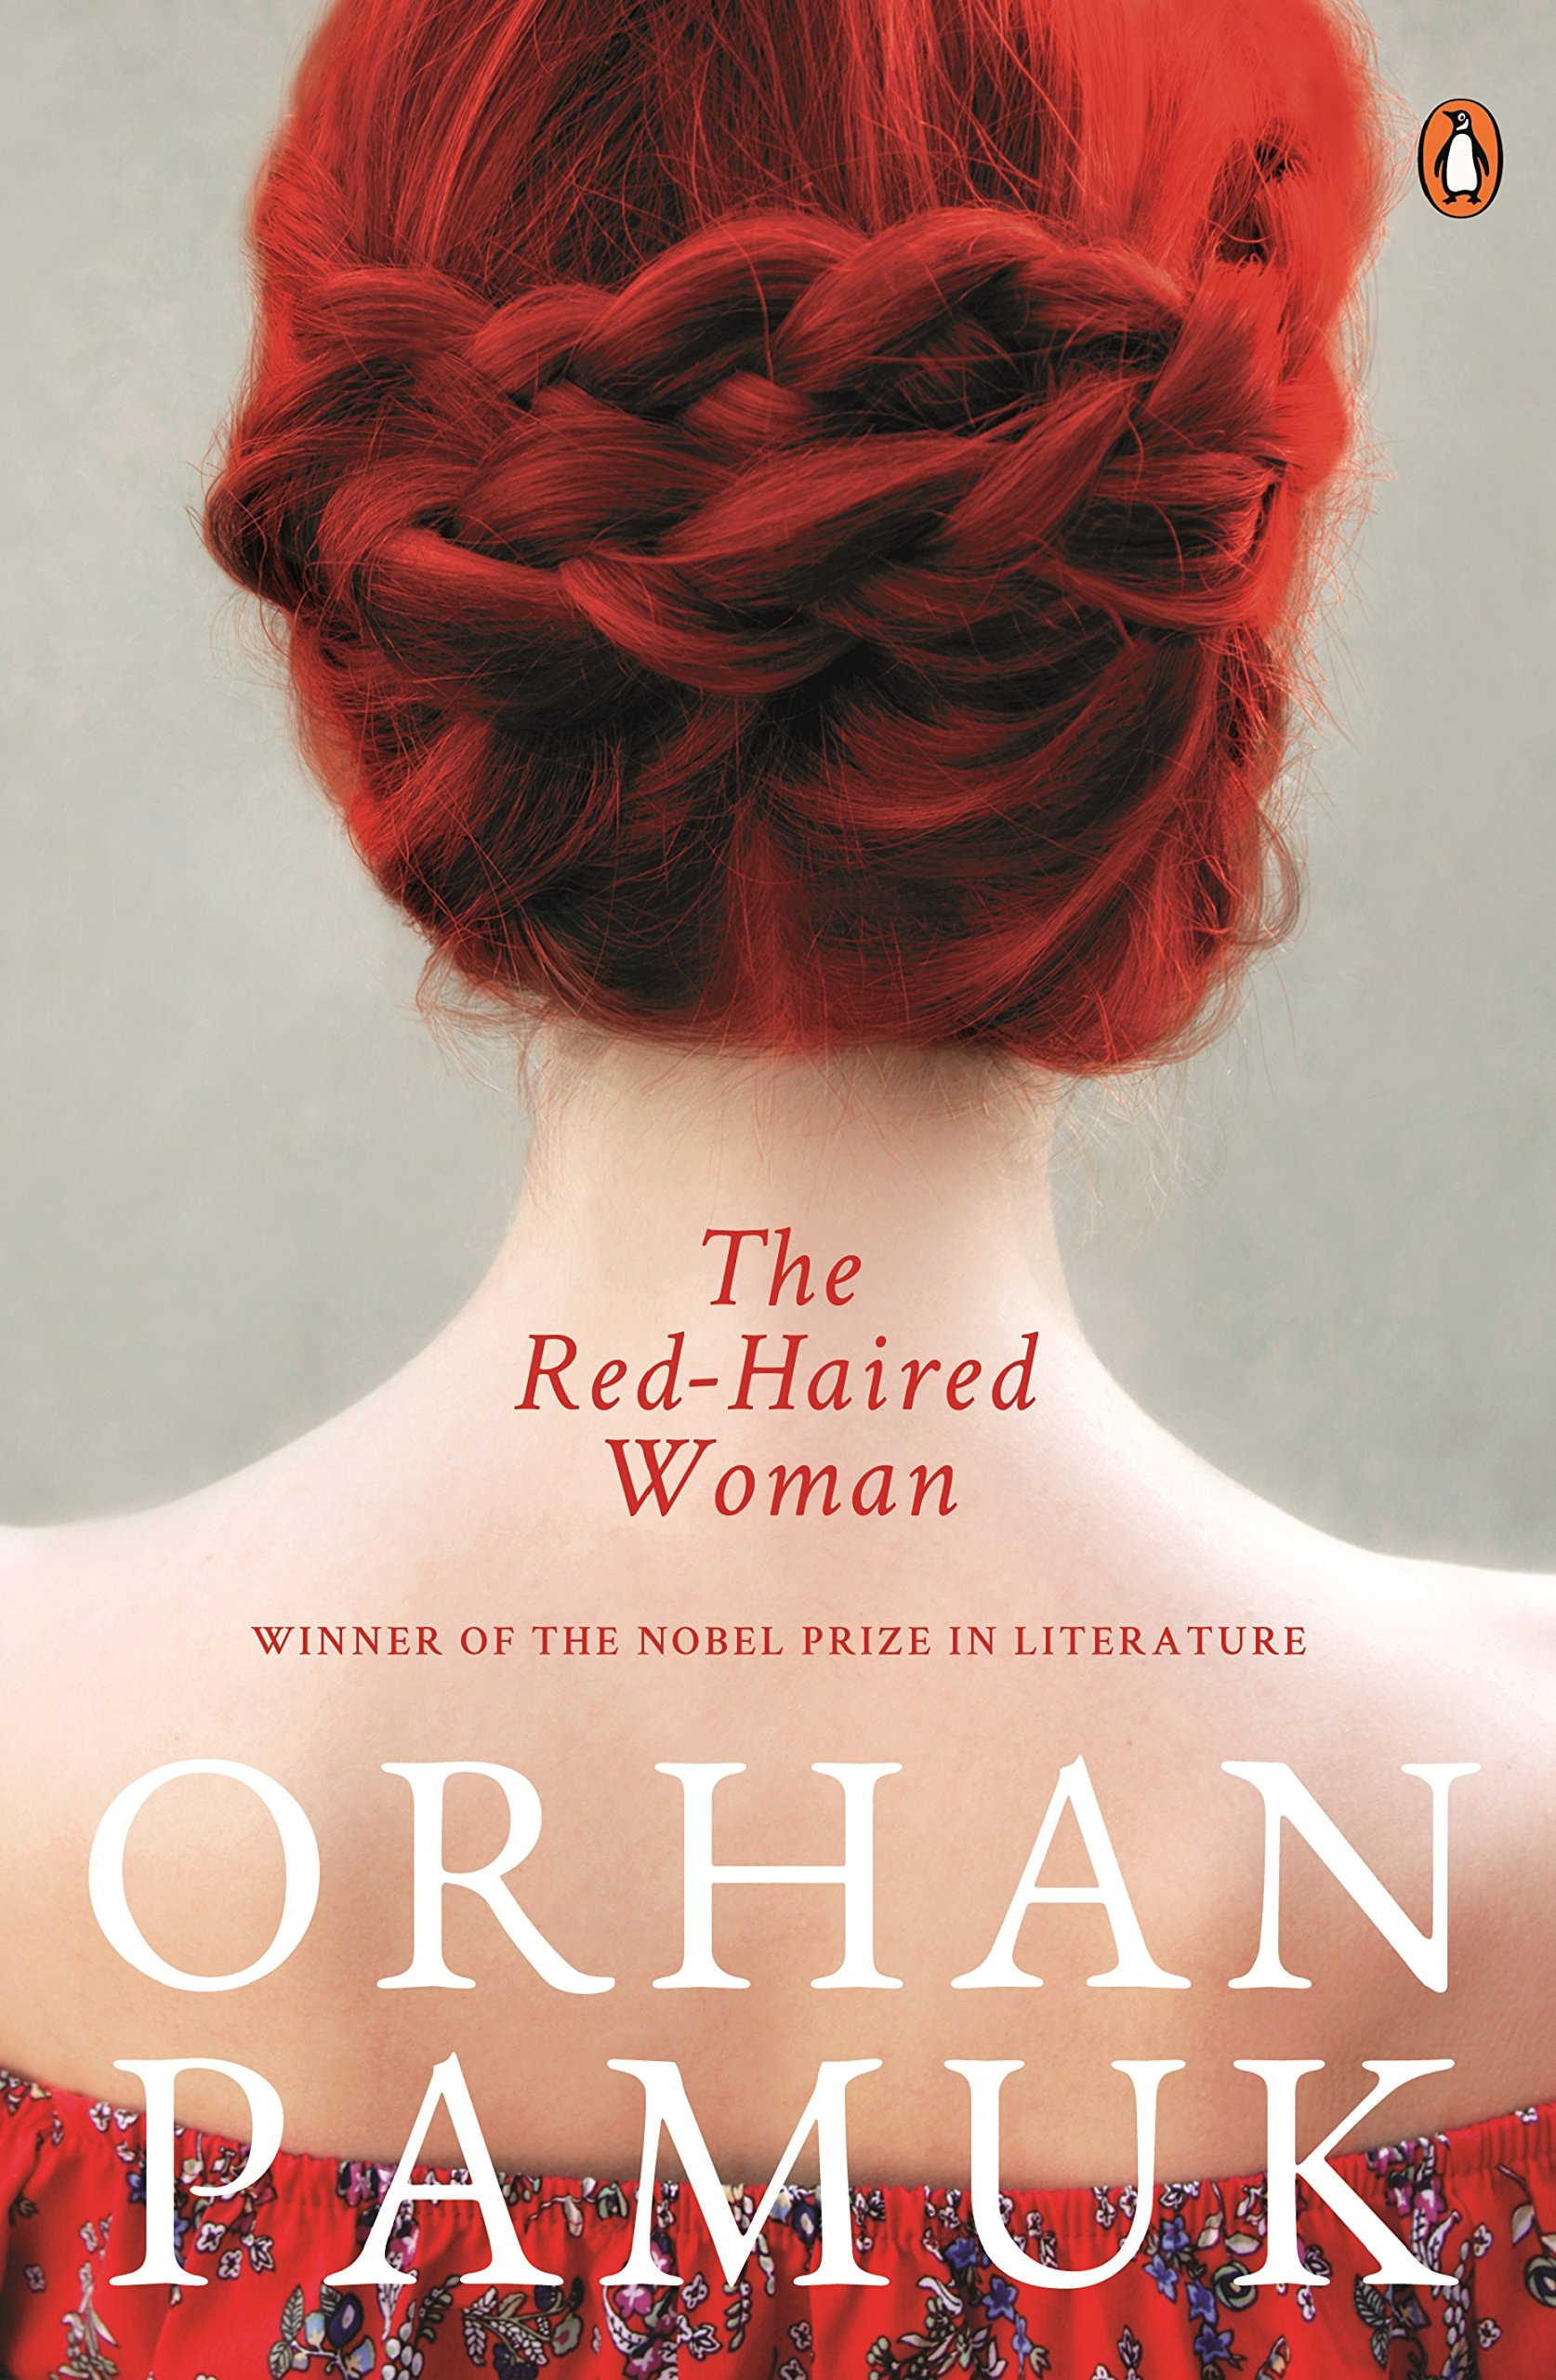 The
Red-Haired
Woman
WINNER OF THE NOBEL PRIZE IN LITERATURE
ORHAN
PAMUK